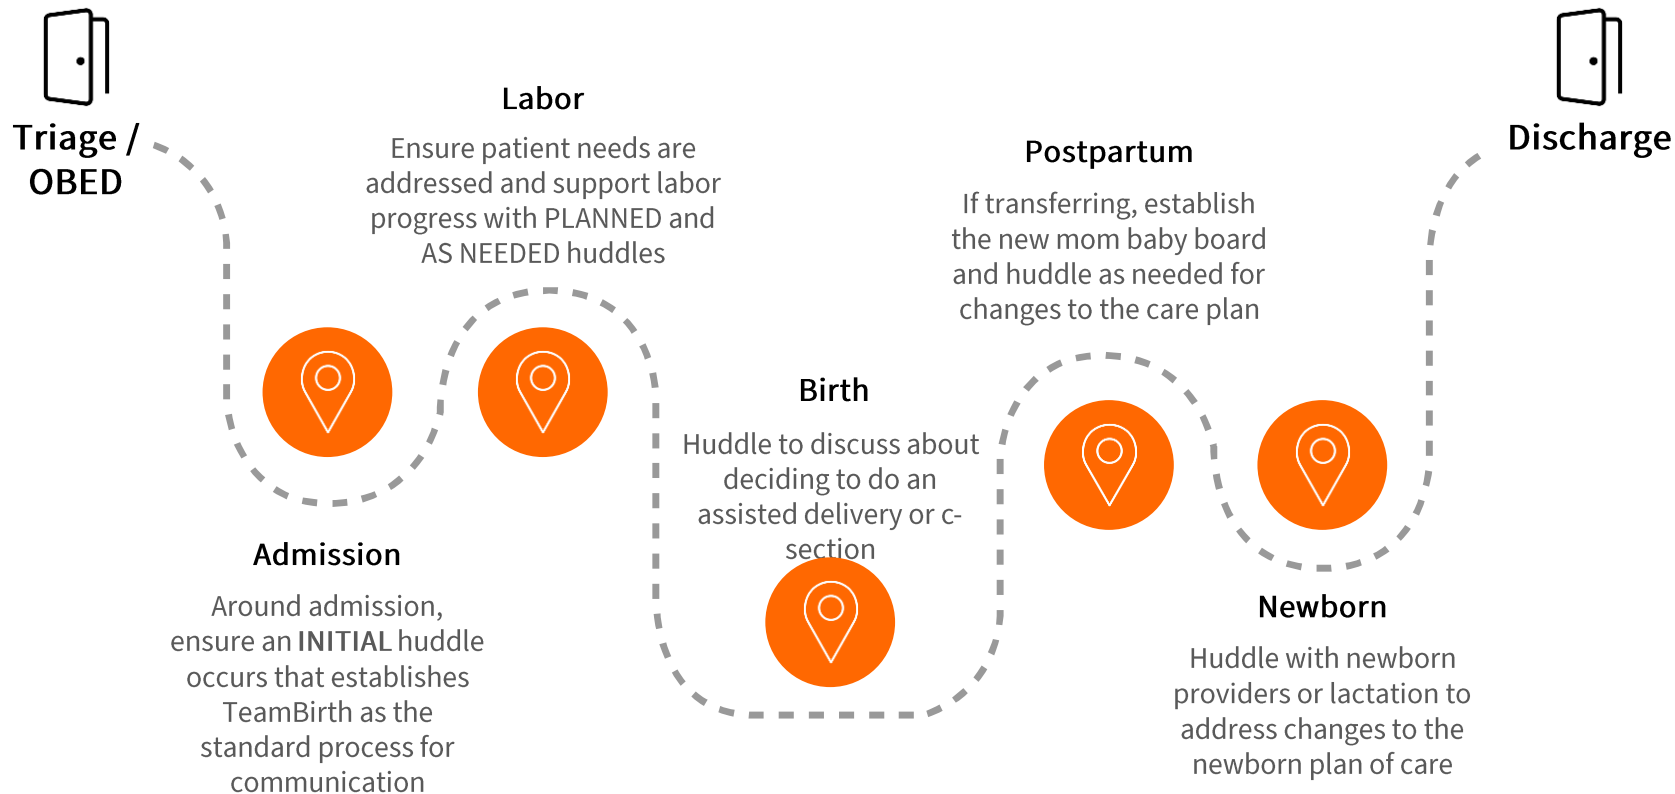 Triage /
OBED
Admission
Around admission,
ensure an INITIAL huddle
occurs that establishes
TeamBirth as the
standard process for
communication
Labor
Ensure patient needs are
addressed and support labor
progress with PLANNED and
AS NEEDED huddles
Birth
Huddle to discuss about
deciding to do an
assisted delivery or c-
section
Postpartum
If transferring, establish
the new mom baby board
and huddle as needed for
changes to the care plan
Newborn
Huddle with newborn
providers or lactation to
address changes to the
newborn plan of care
Discharge